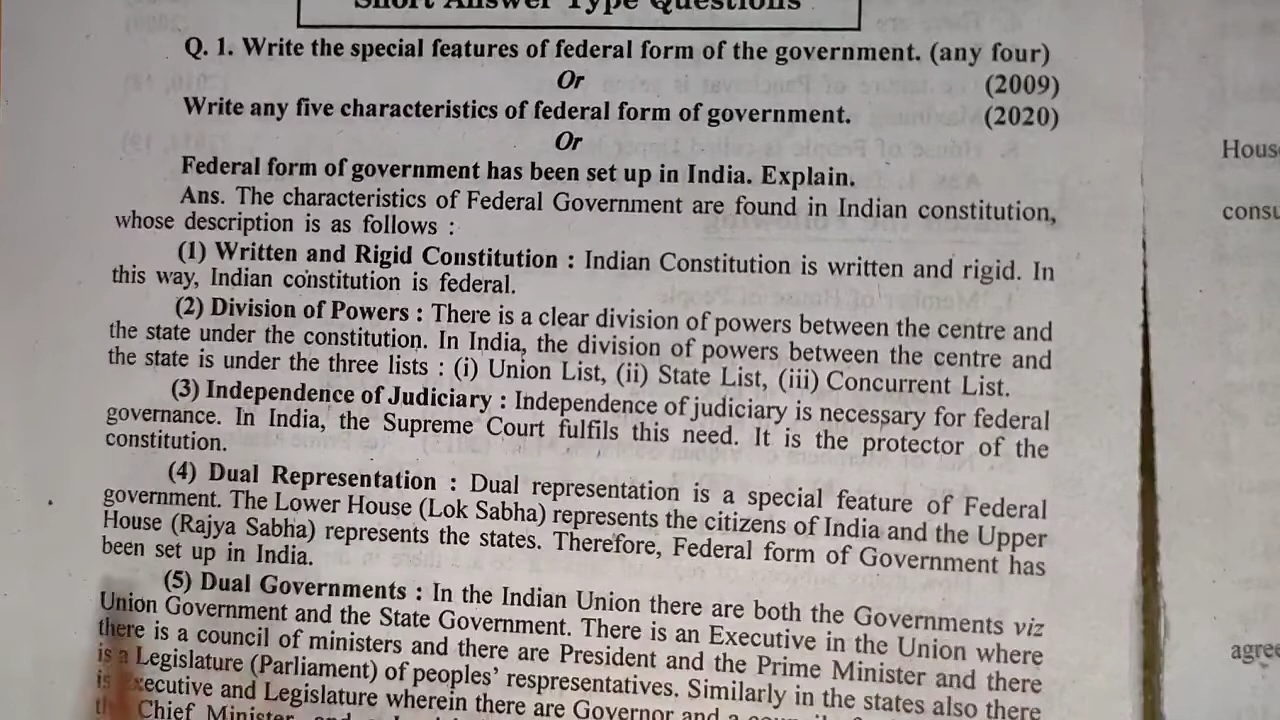 Short Answer Type Questions
Q. 1. Write the special features of federal form of the government. (any four)
Or (2009)
Write any five characteristics of federal form of government. (2020)
Or
Federal form of government has been set up in India. Explain.
Ans. The characteristics of Federal Government are found in Indian constitution,
whose description is as follows :
(1) Written and Rigid Constitution : Indian Constitution is written and rigid. In
this way, Indian constitution is federal.
(2) Division of Powers : There is a clear division of powers between the centre and
the state under the constitution. In India, the division of powers between the centre and
the state is under the three lists : (i) Union List, (ii) State List, (iii) Concurrent List.
(3) Independence of Judiciary : Independence of judiciary is necessary for federal
governance. In India, the Supreme Court fulfils this need. It is the protector of the
constitution.
(4) Dual Representation : Dual representation is a special feature of Federal
government. The Lower House (Lok Sabha) represents the citizens of India and the Upper
House (Rajya Sabha) represents the states. Therefore, Federal form of Government has
been set up in India.
(5) Dual Governments : In the Indian Union there are both the Governments viz
Union Government and the State Government. There is an Executive in the Union where
there is a council of ministers and there are President and the Prime Minister and there
is a Legislature (Parliament) of peoples' respresentatives. Similarly in the states also there
is executive and Legislature wherein there are Governor and a
Chief Minister
Hous
consu
agree